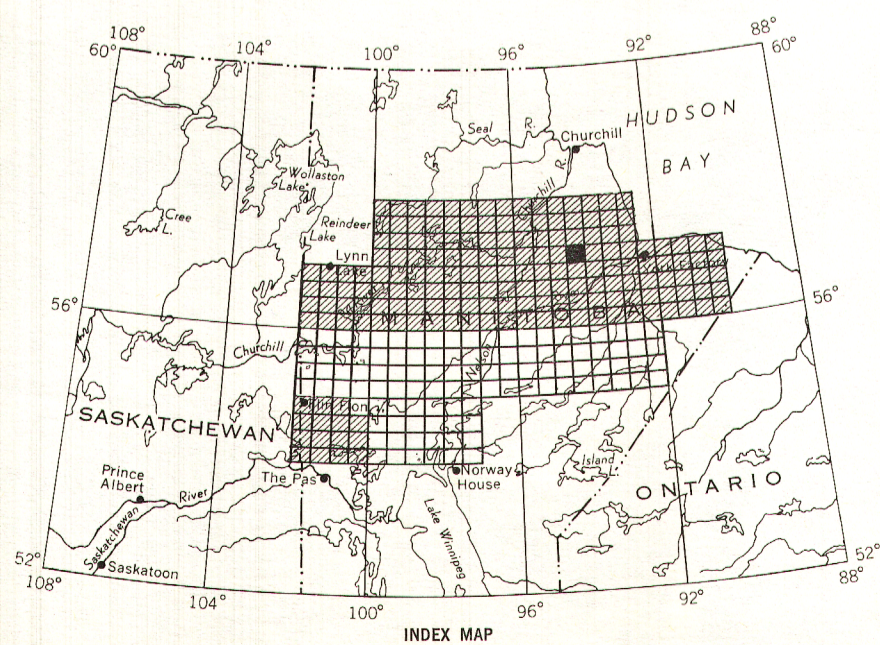 108°
104°
100°
96°
92°
88°
60°
60°
HUDSON
BAY
Seal R.
Churchill
Churchill R.
Wollaston
Lake
Cree
L.
Reindeer
Lake
Lynn
Lake
York Factory
56°
56°
MANITOBA
Churchill
Nelson
Flin Flon
SASKATCHEWAN
Prince
Albert
River
The Pas
Norway
House
Island
L.
ONTARIO
Saskatchewan
Saskatoon
Lake Winnipeg
52°
52°
108°
104°
100°
96°
92°
88°
INDEX MAP